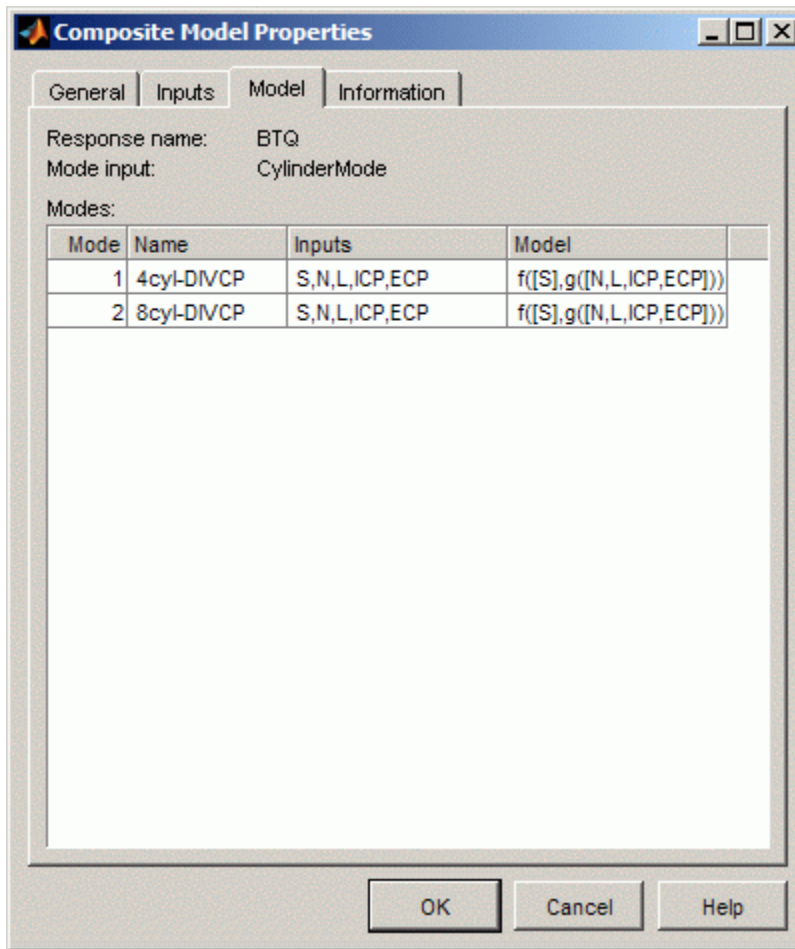 Composite Model Properties
General Inputs Model Information
Response name: BTQ
Mode input: CylinderMode
Modes:
Mode Name Inputs Model
1 4cyl-DIVCP S,N,L,ICP,ECP f([S],g([N,L,ICP,ECP]))
2 8cyl-DIVCP S,N,L,ICP,ECP f([S],g([N,L,ICP,ECP]))
OK Cancel Help